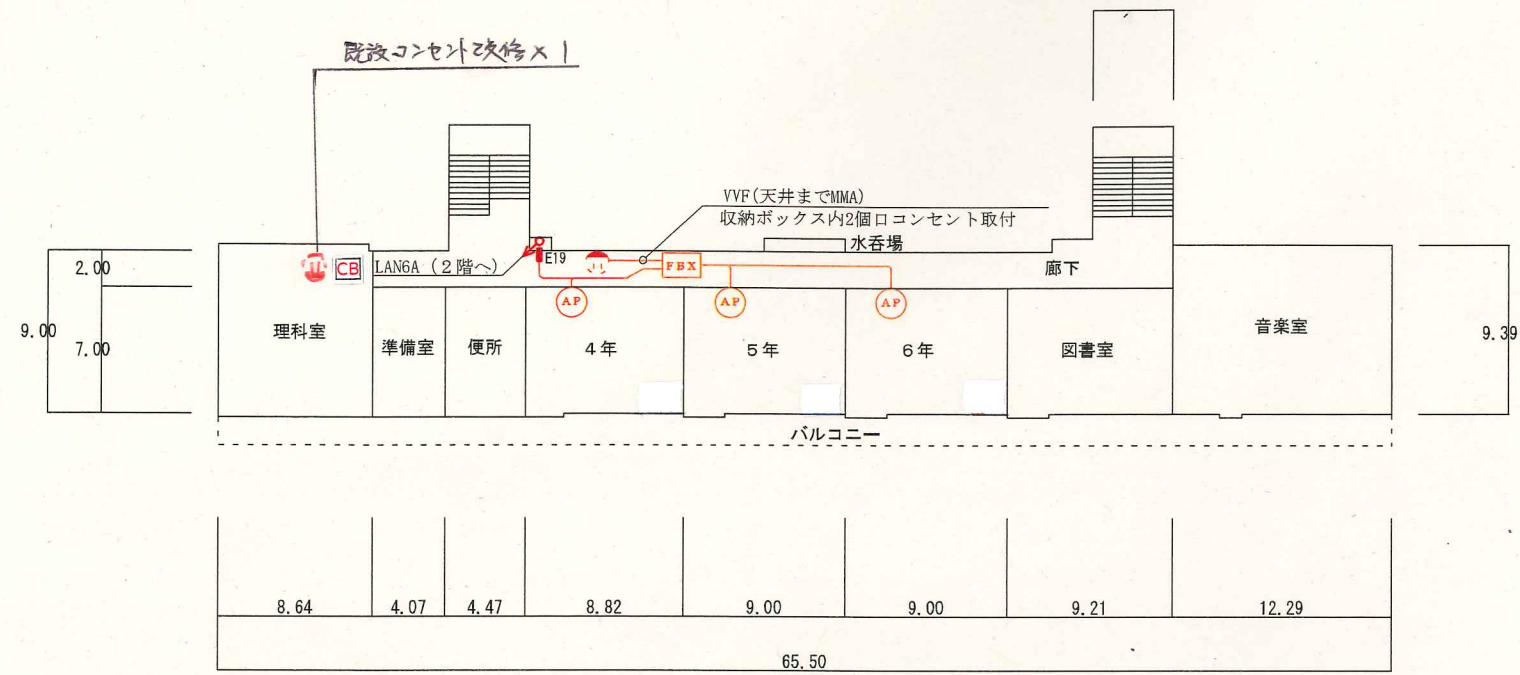 既設コンセント改修×1
VVF(天井までMMA)
収納ボックス内2個口コンセント取付
水呑場
E19
CB
LAN6A(2階へ)
FBX
廊下
AP
AP
AP
2.00
9.00
7.00
理科室
準備室
便所
4年
5年
6年
図書室
音楽室
9.39
バルコニー
8.64
4.07
4.47
8.82
9.00
9.00
9.21
12.29
65.50